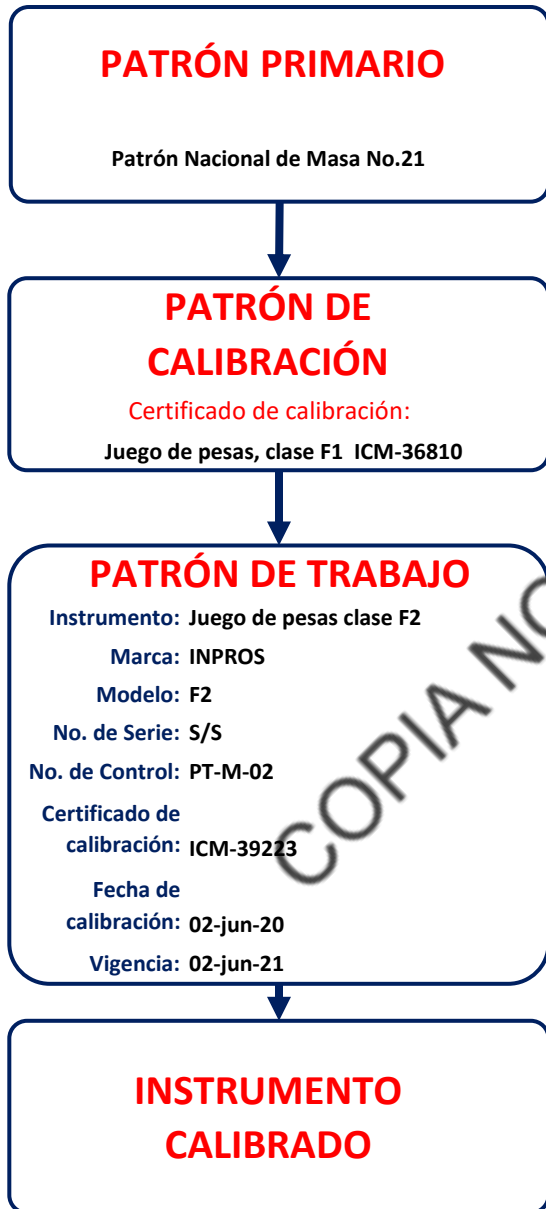 PATRÓN PRIMARIO
Patrón Nacional de Masa No.21
PATRÓN DE
CALIBRACIÓN
Certificado de calibración:
Juego de pesas, clase F1 ICM-36810
PATRÓN DE TRABAJO
Instrumento: Juego de pesas clase F2
Marca: INPROS
Modelo: F2
No. de Serie: S/S
No. de Control: PT-M-02
Certificado de
calibración: ICM-39223
Fecha de
calibración: 02-jun-20
Vigencia: 02-jun-21
COPIA NO
INSTRUMENTO
CALIBRADO